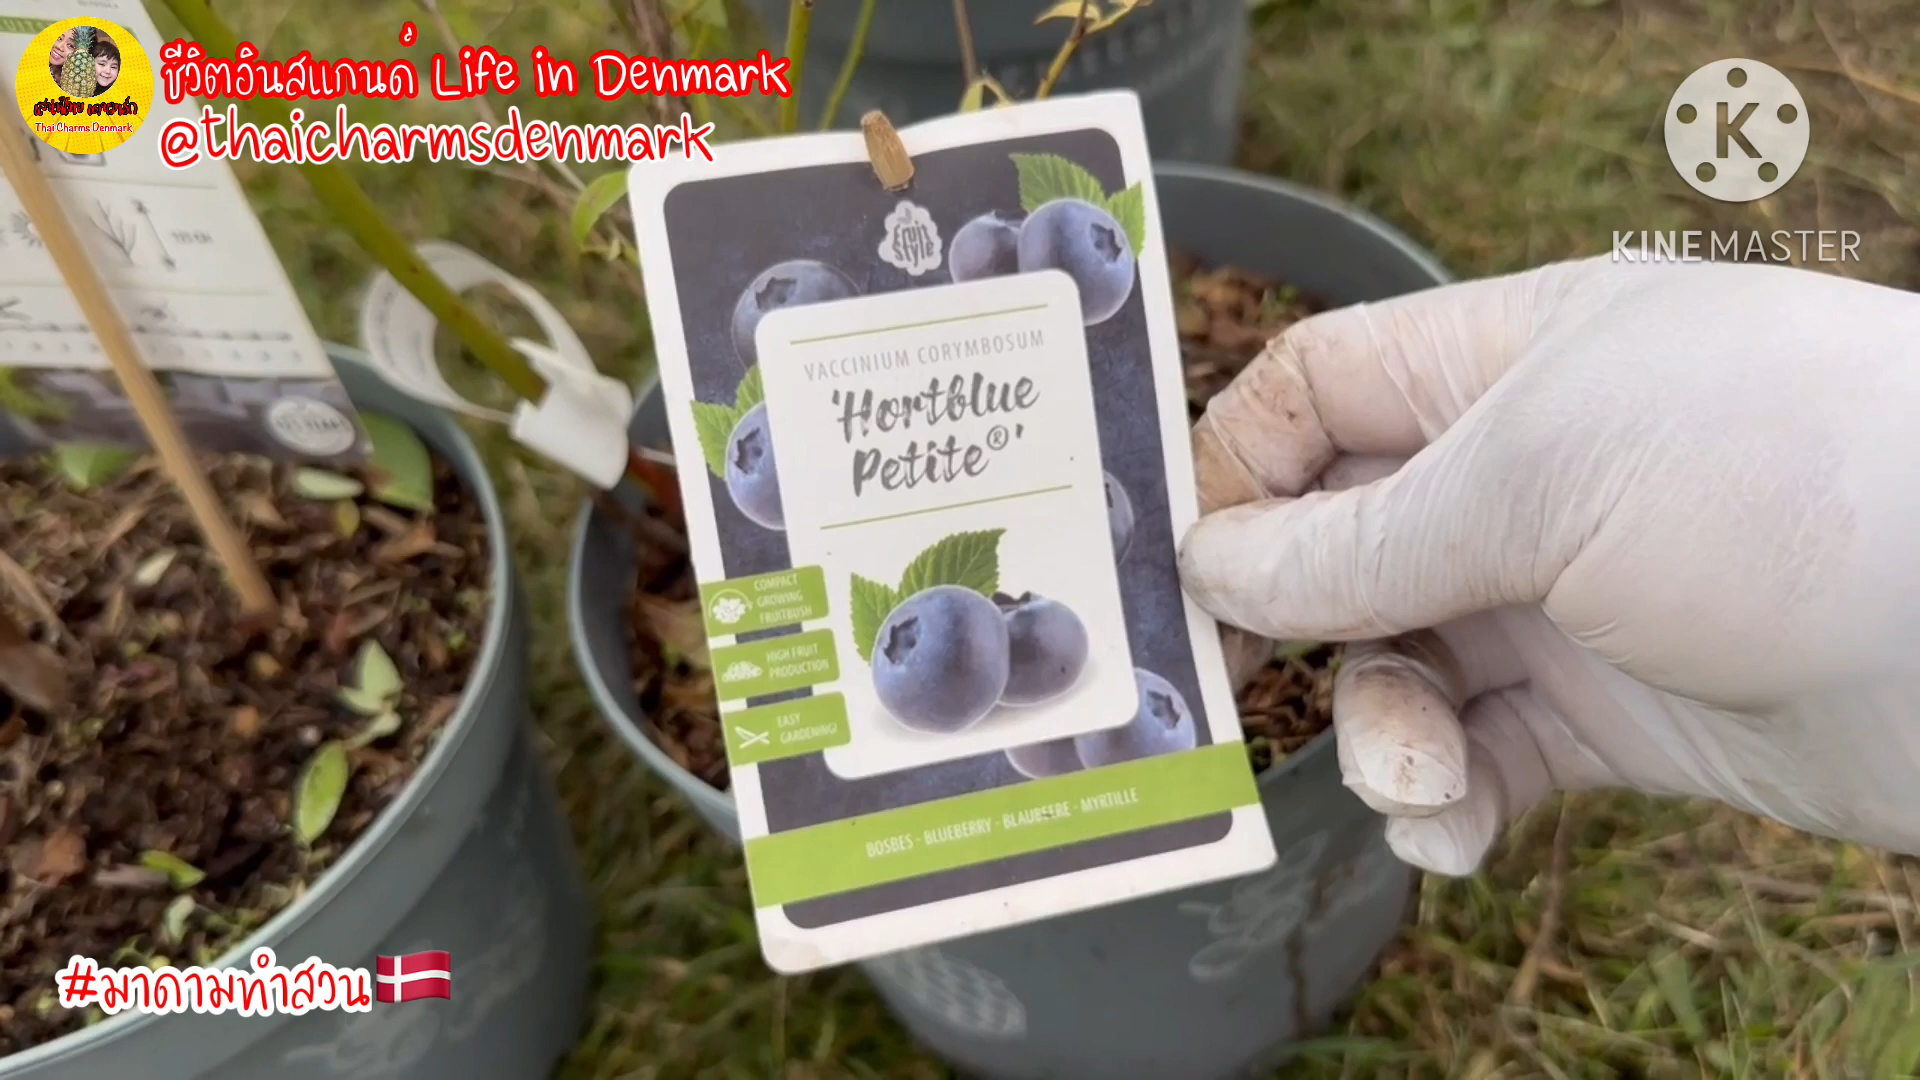 ชีวิตอินสแกนด์ Life in Denmark
@thaicharmsdenmark
Thai Charms Denmark
K
KINEMASTER
Fruit
Style
VACCINIUM CORYMBOSUM
'Hortblue
Petite®'
COMPACT
GROWING
FRUITBUSH
HIGH FRUIT
PRODUCTION
EASY
GARDENING!
BOSBES - BLUEBERRY - BLAUBEERE - MYRTILLE
#มาดามทำสวน